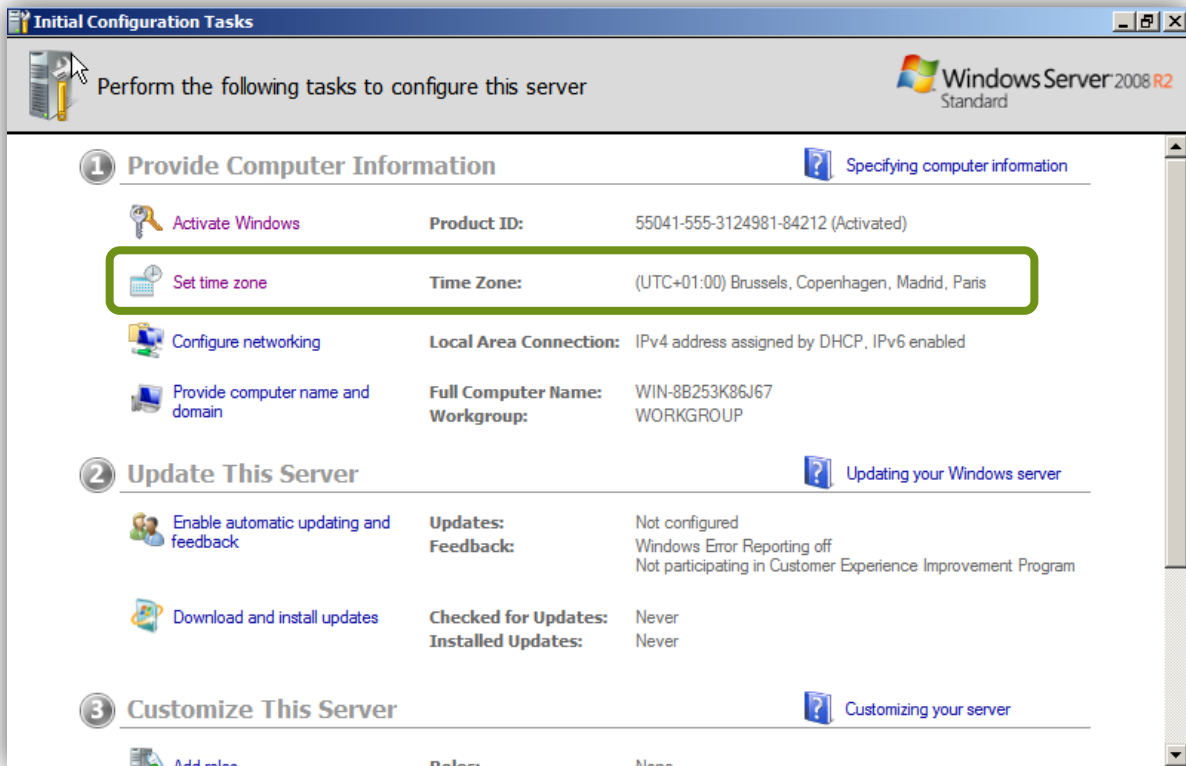 Initial Configuration Tasks
Perform the following tasks to configure this server
Windows Server 2008 R2
Standard
1 Provide Computer Information
Specifying computer information
Activate Windows Product ID: 55041-555-3124981-84212 (Activated)
Set time zone Time Zone: (UTC+01:00) Brussels, Copenhagen, Madrid, Paris
Configure networking Local Area Connection: IPv4 address assigned by DHCP, IPv6 enabled
Provide computer name and domain
Full Computer Name: WIN-8B253K86J67
Workgroup: WORKGROUP
2 Update This Server
Updating your Windows server
Enable automatic updating and feedback
Updates: Not configured
Feedback: Windows Error Reporting off
Not participating in Customer Experience Improvement Program
Download and install updates
Checked for Updates: Never
Installed Updates: Never
3 Customize This Server
Customizing your server
Add roles Roles: None